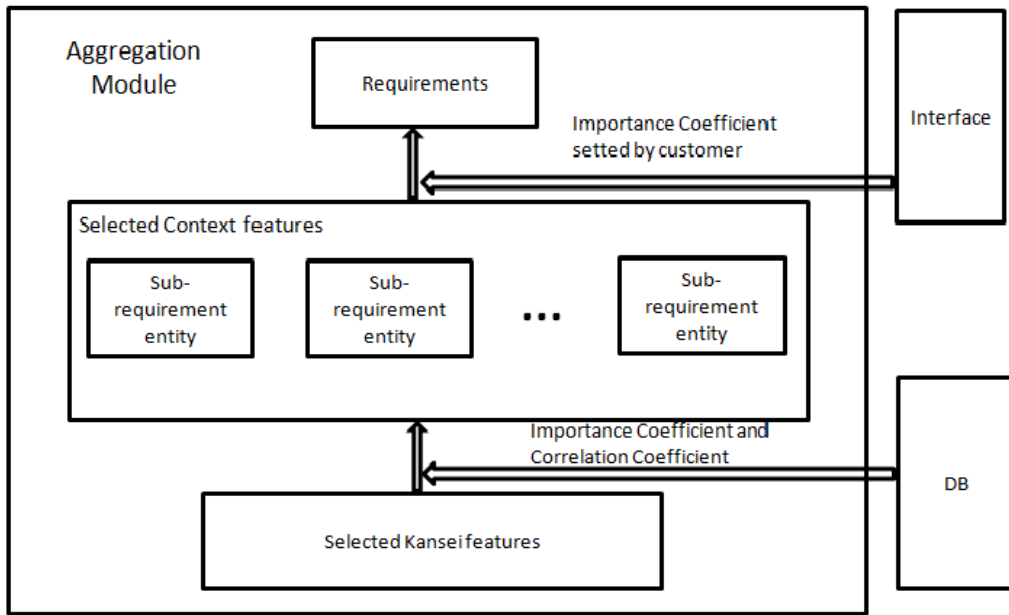 Aggregation
Module
Requirements
Interface
Importance Coefficient
setted by customer
Selected Context features
Sub-
requirement
entity
Sub-
requirement
entity
...
Sub-
requirement
entity
Importance Coefficient and
Correlation Coefficient
DB
Selected Kansei features